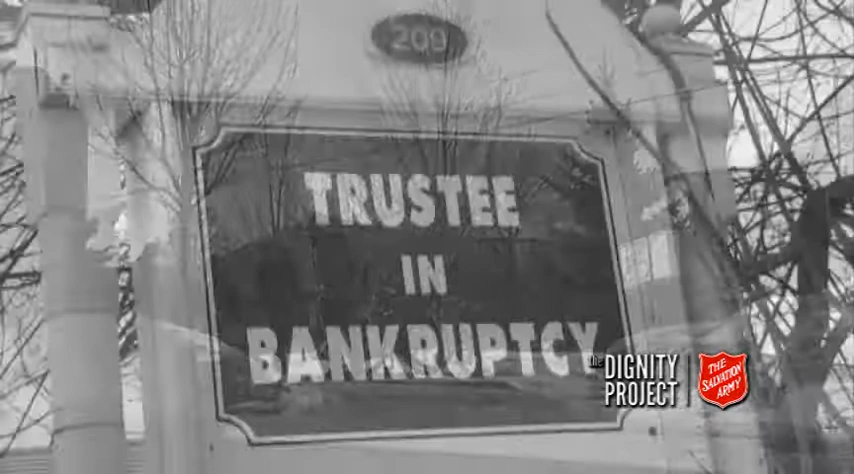 209
TRUSTEE
IN
BANKRUPTCY
the DIGNITY
PROJECT
THE
SALVATION
ARMY